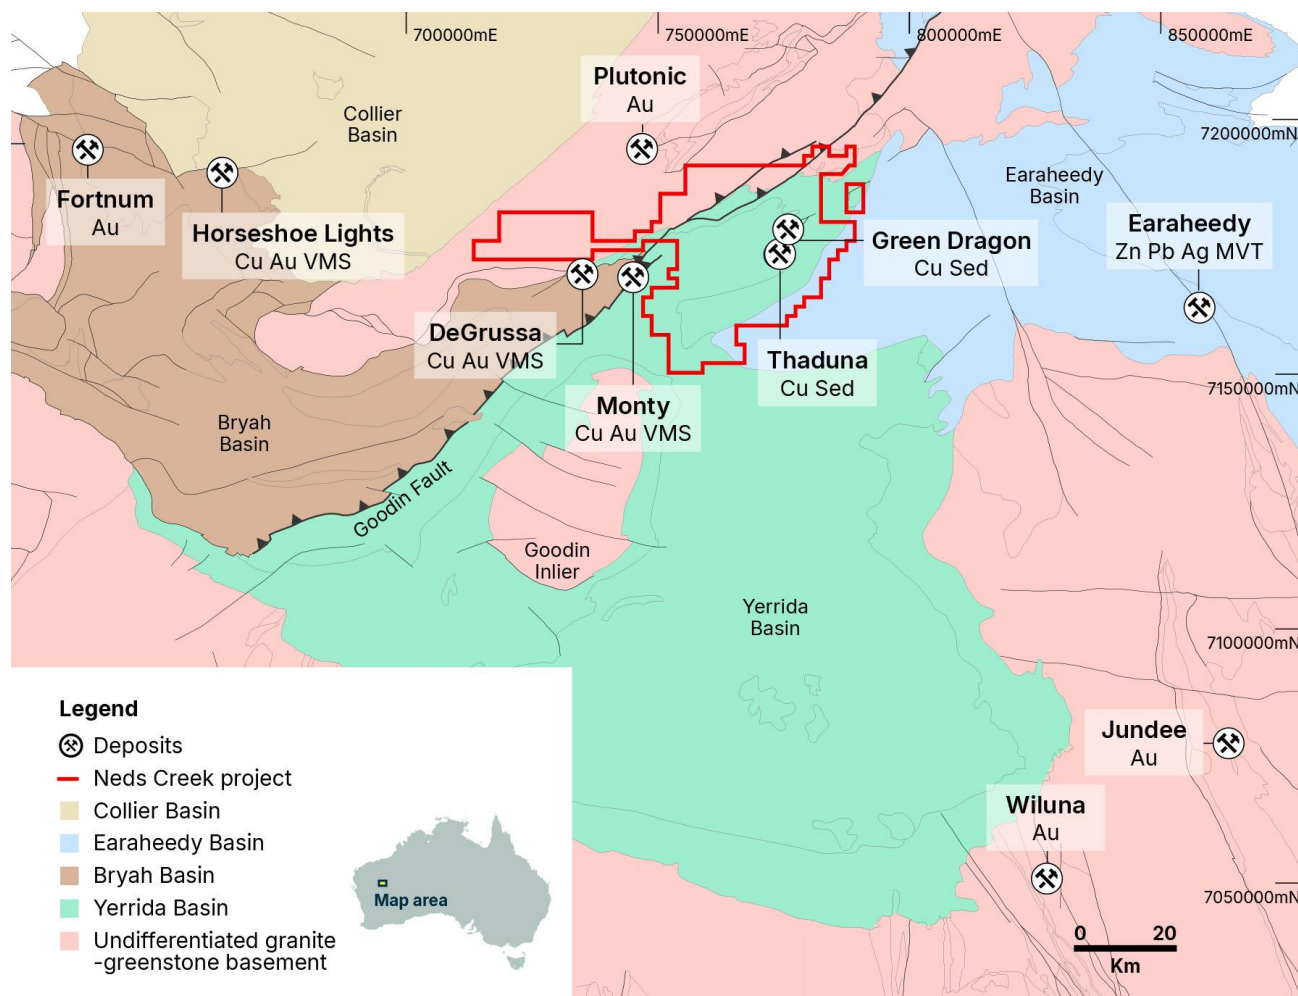 700000mE
750000mE
800000mE
850000mE
Plutonic
Au
Collier
Basin
7200000mN
Fortnum
Au
Horseshoe Lights
Cu Au VMS
Earaheedy
Basin
Earaheedy
Zn Pb Ag MVT
Green Dragon
Cu Sed
DeGrussa
Cu Au VMS
Thaduna
Cu Sed
7150000mN
Monty
Cu Au VMS
Bryah
Basin
Goodin Fault
Goodin
Inlier
Yerrida
Basin
7100000mN
Legend
Deposits
Neds Creek project
Collier Basin
Earaheedy Basin
Bryah Basin
Yerrida Basin
Undifferentiated granite
-greenstone basement
Map area
Jundee
Au
Wiluna
Au
7050000mN
0 20
Km